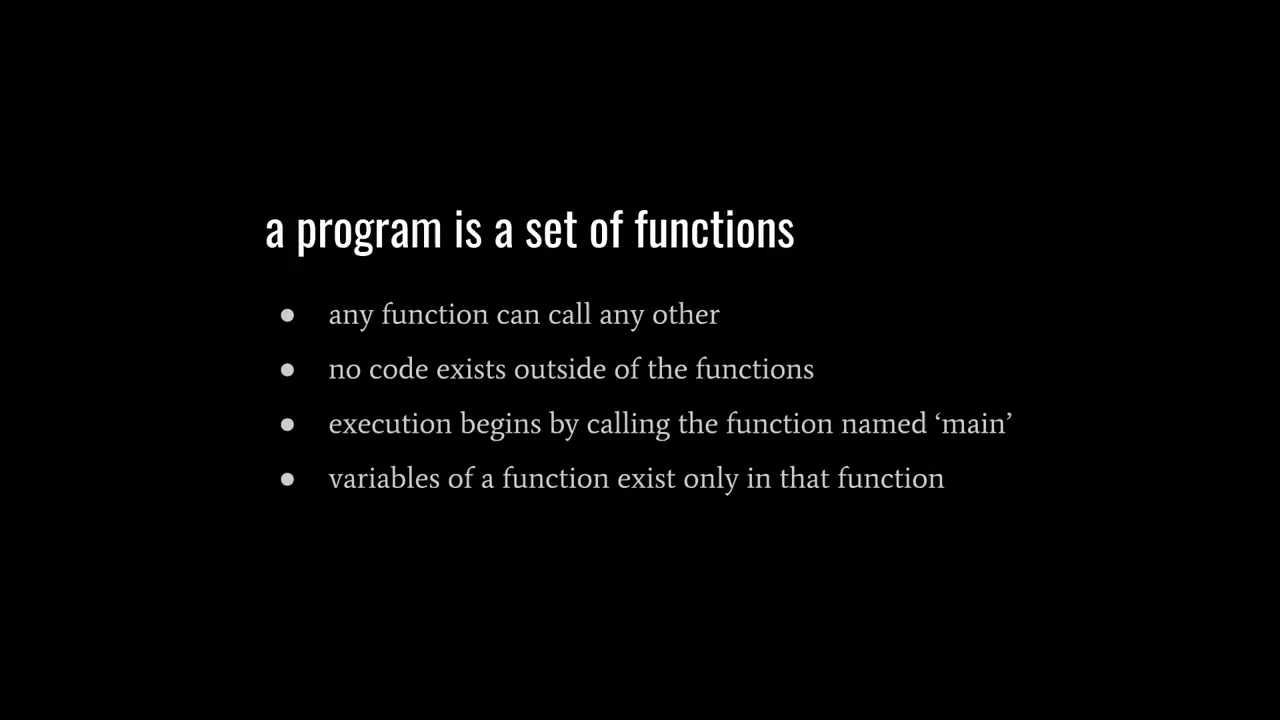 a program is a set of functions
● any function can call any other
● no code exists outside of the functions
● execution begins by calling the function named ‘main’
● variables of a function exist only in that function